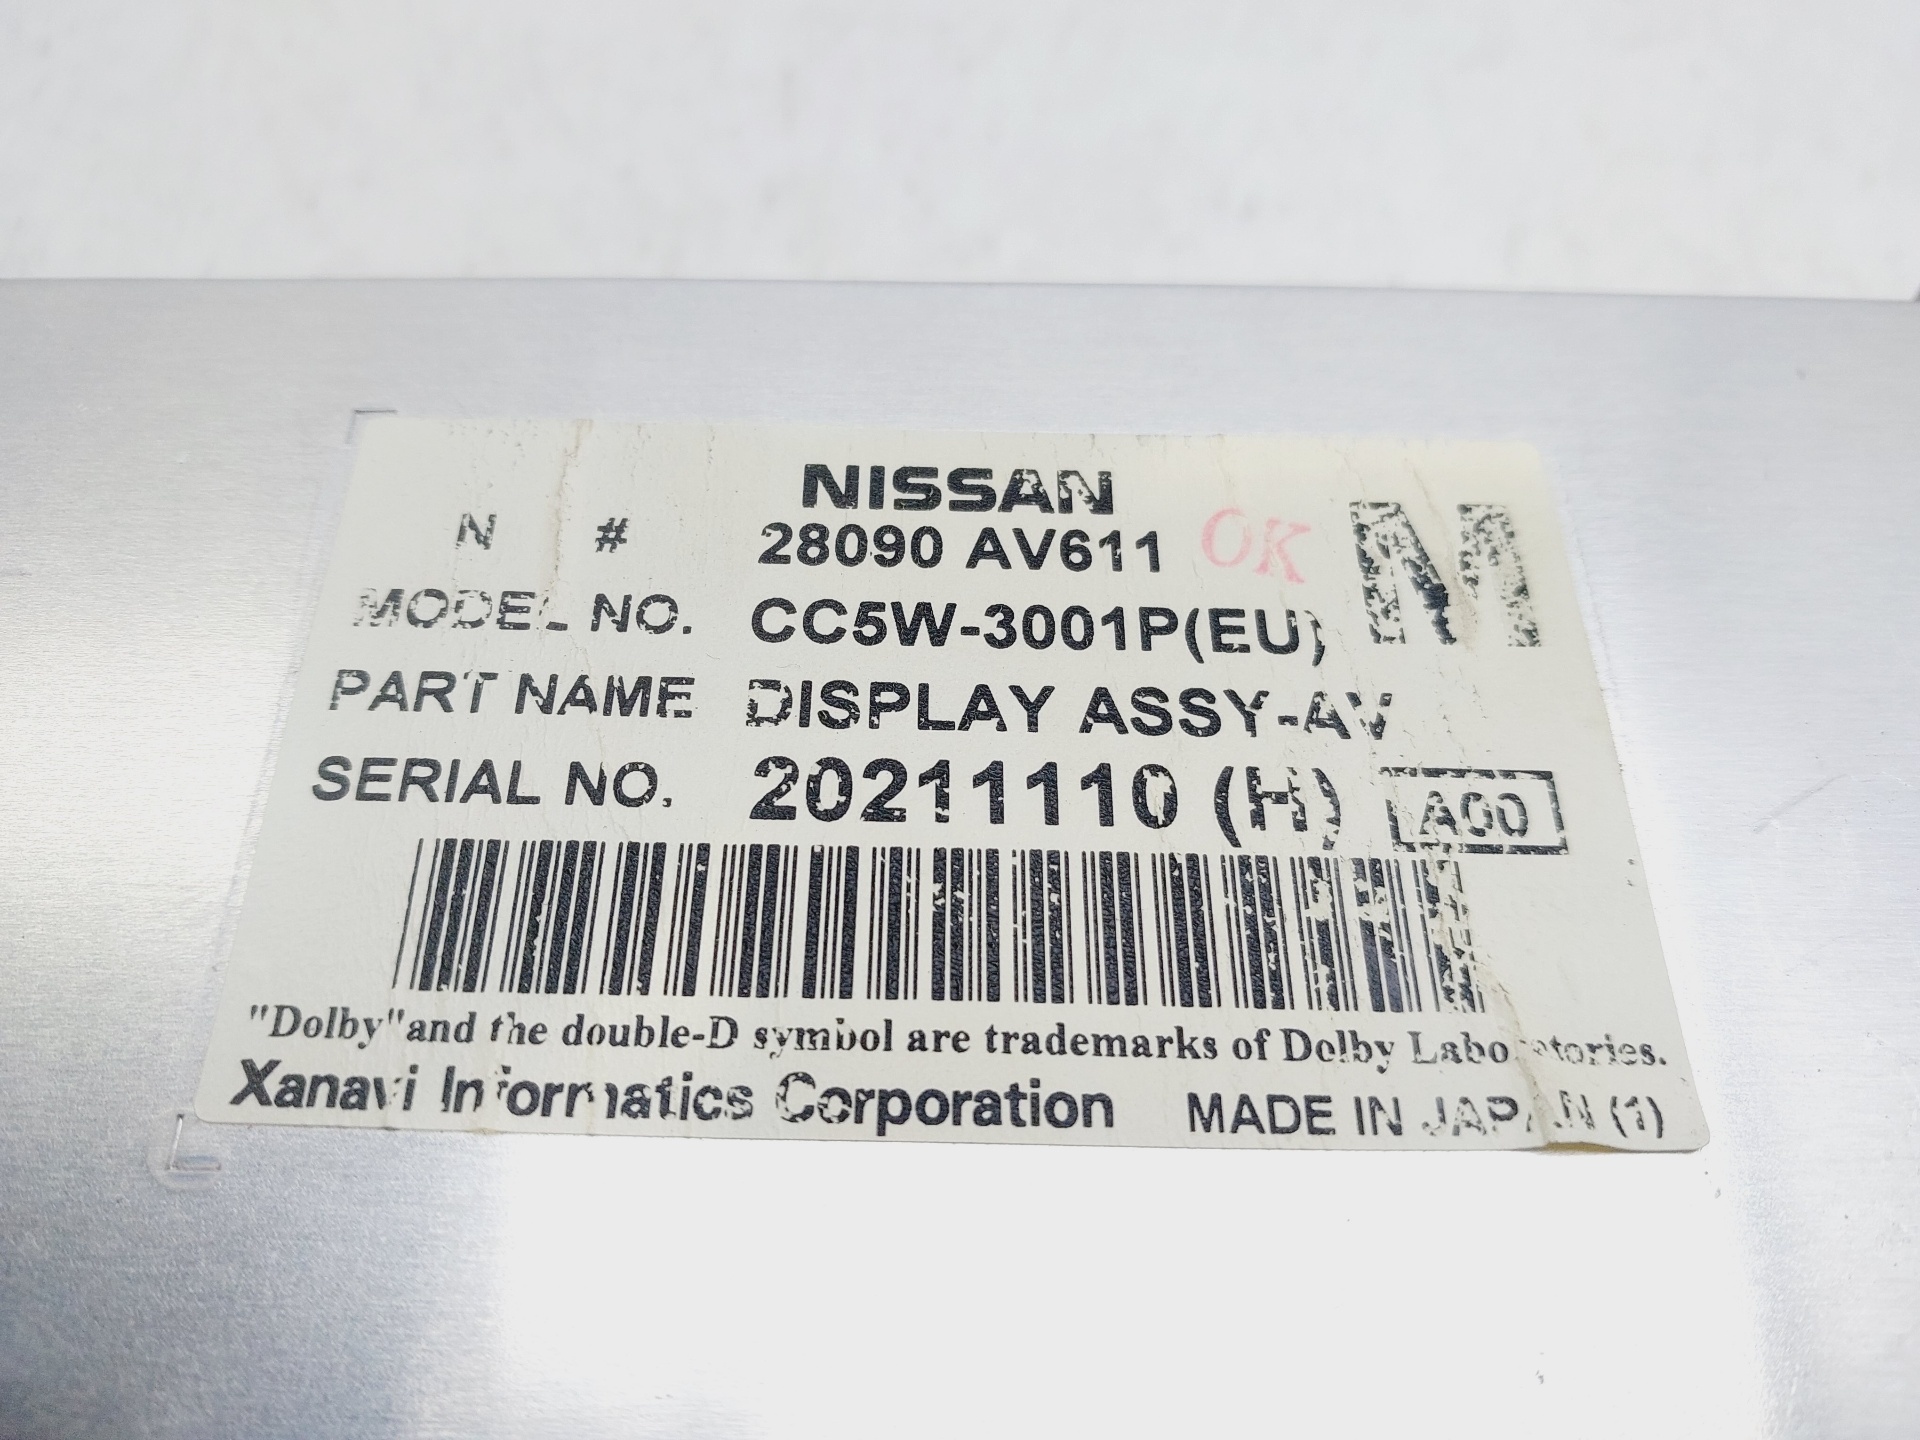 NISSAN
N # 28090 AV611 OK M
MODEL NO. CC5W-3001P(EU)
PART NAME DISPLAY ASSY-AV
SERIAL NO. 20211110 (H) A00
"Dolby"and the double-D symbol are trademarks of Dolby Laboratories.
Xanavi Informatics Corporation MADE IN JAPAN (1)